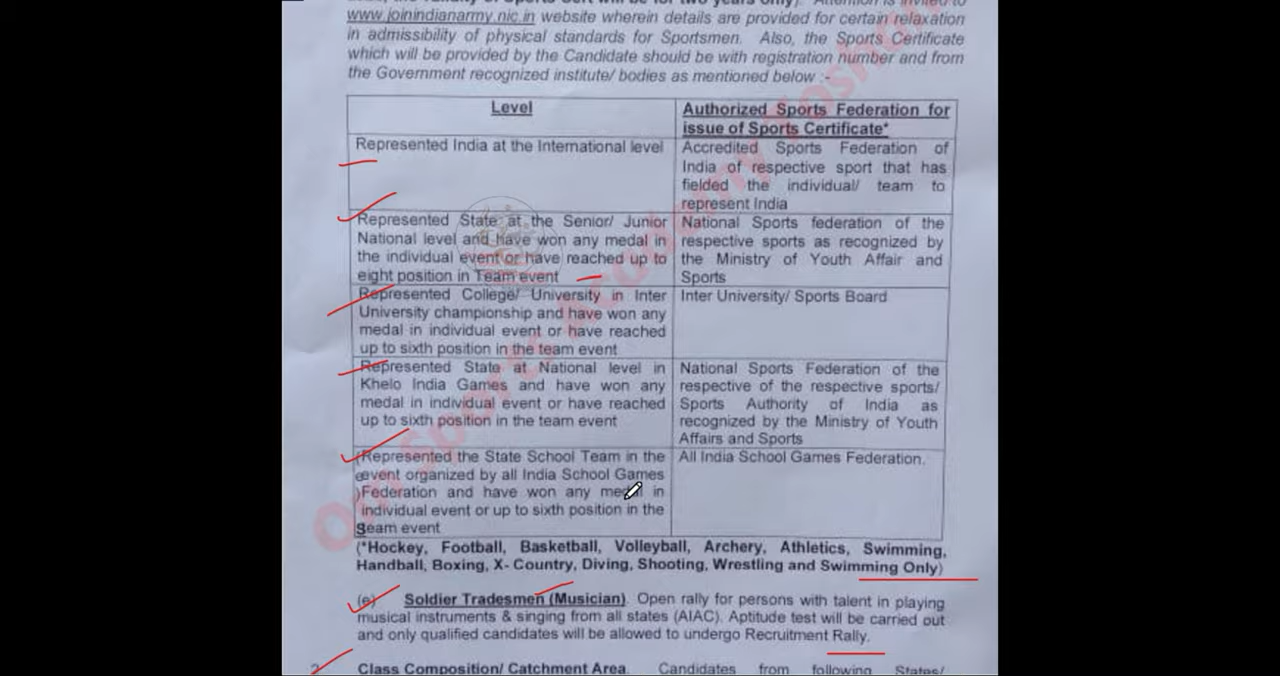 www.joinindianarmy.nic.in website wherein details are provided for certain relaxation
in admissibility of physical standards for Sportsmen. Also, the Sports Certificate
which will be provided by the Candidate should be with registration number and from
the Government recognized institute/ bodies as mentioned below :-
Level
Authorized Sports Federation for
issue of Sports Certificate*
Represented India at the International level
Accredited Sports Federation of
India of respective sport that has
fielded the individual/ team to
represent India
Represented State at the Senior/ Junior
National level and have won any medal in
the individual event or have reached up to
eight position in Team event
National Sports federation of the
respective sports as recognized by
the Ministry of Youth Affair and
Sports
Represented College/ University in Inter
University championship and have won any
medal in individual event or have reached
up to sixth position in the team event
Inter University/ Sports Board
Represented State at National level in
Khelo India Games and have won any
medal in individual event or have reached
up to sixth position in the team event
National Sports Federation of the
respective of the respective sports/
Sports Authority of India as
recognized by the Ministry of Youth
Affairs and Sports
Represented the State School Team in the
event organized by all India School Games
Federation and have won any medal in
individual event or up to sixth position in the
team event
All India School Games Federation.
(*Hockey, Football, Basketball, Volleyball, Archery, Athletics, Swimming,
Handball, Boxing, X- Country, Diving, Shooting, Wrestling and Swimming Only)
(e) Soldier Tradesmen (Musician). Open rally for persons with talent in playing
musical instruments & singing from all states (AIAC). Aptitude test will be carried out
and only qualified candidates will be allowed to undergo Recruitment Rally.
2. Class Composition/ Catchment Area. Candidates from following States/